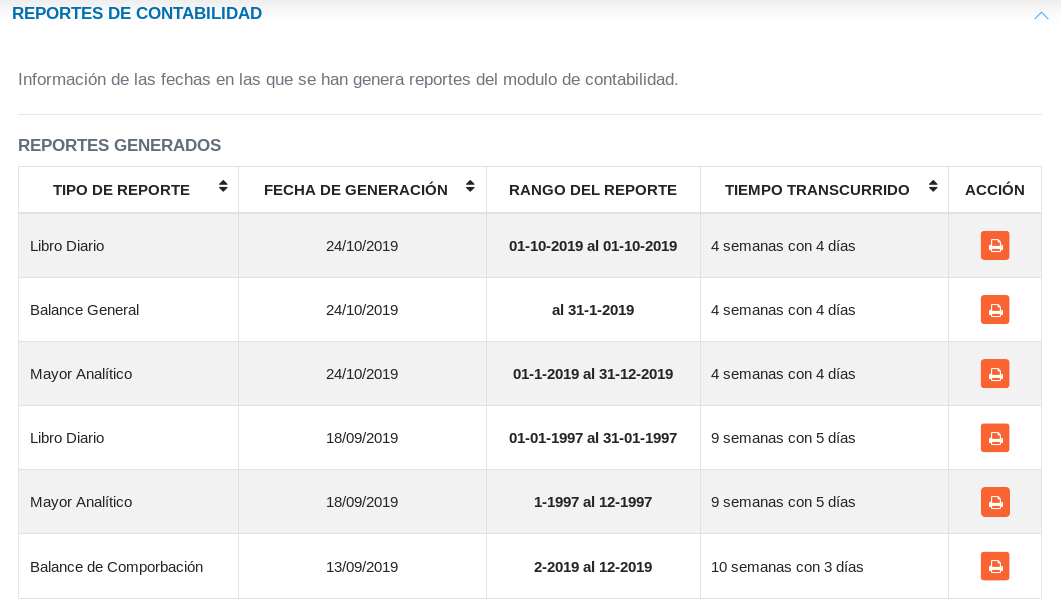 REPORTES DE CONTABILIDAD
Información de las fechas en las que se han genera reportes del modulo de contabilidad.
REPORTES GENERADOS
TIPO DE REPORTE FECHA DE GENERACIÓN RANGO DEL REPORTE TIEMPO TRANSCURRIDO ACCIÓN
Libro Diario 24/10/2019 01-10-2019 al 01-10-2019 4 semanas con 4 días
Balance General 24/10/2019 al 31-1-2019 4 semanas con 4 días
Mayor Analítico 24/10/2019 01-1-2019 al 31-12-2019 4 semanas con 4 días
Libro Diario 18/09/2019 01-01-1997 al 31-01-1997 9 semanas con 5 días
Mayor Analítico 18/09/2019 1-1997 al 12-1997 9 semanas con 5 días
Balance de Comporbación 13/09/2019 2-2019 al 12-2019 10 semanas con 3 días